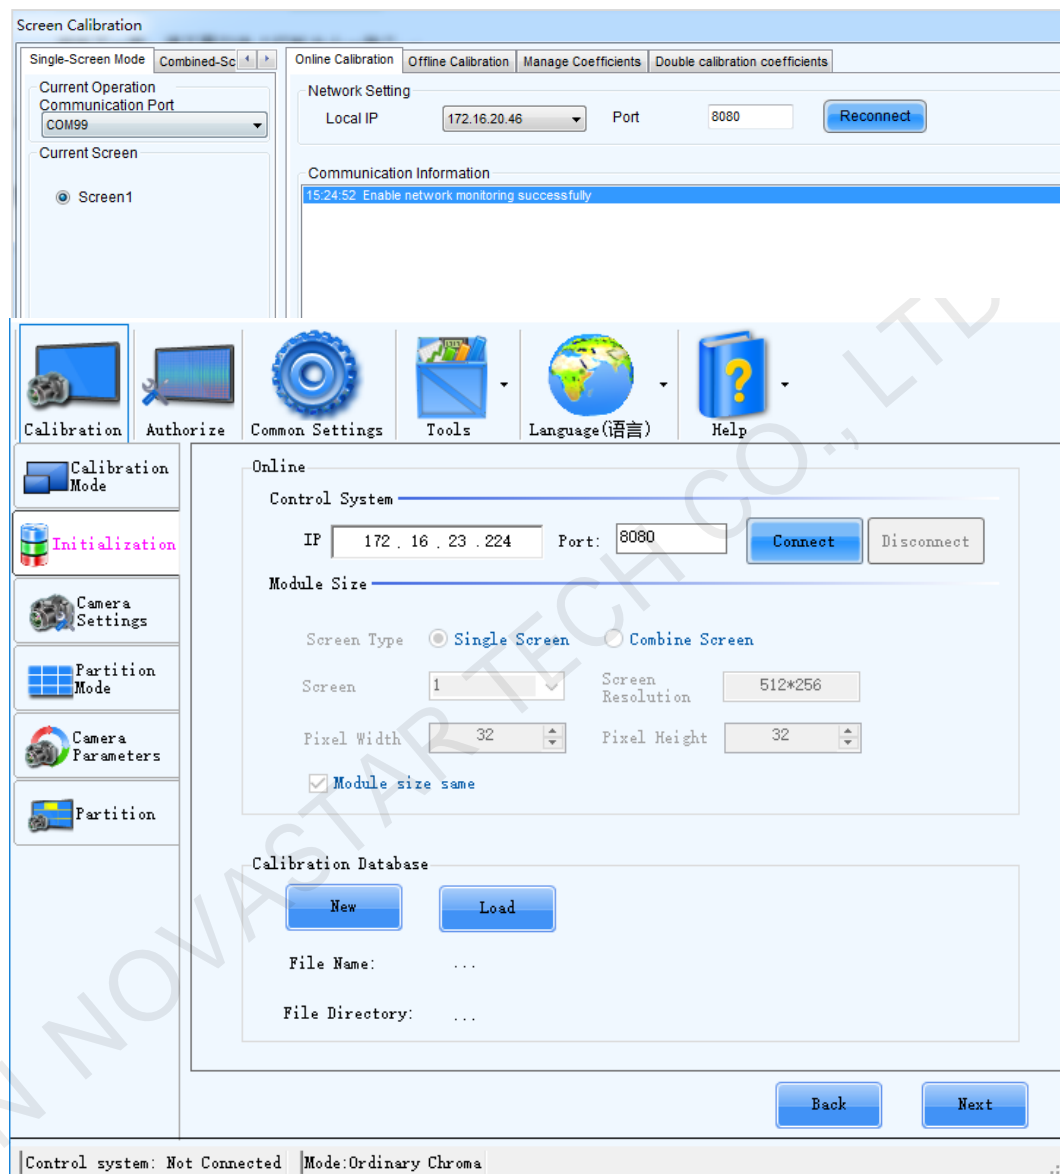 Screen Calibration
Single-Screen Mode Combined-Sc
Online Calibration Offline Calibration Manage Coefficients Double calibration coefficients
Current Operation
Communication Port
COM99
Current Screen
Screen1
Network Setting
Local IP 172.16.20.46 Port 8080 Reconnect
Communication Information
15:24:52 Enable network monitoring successfully
Calibration Authorize Common Settings Tools Language(语言) Help
Calibration
Mode
Initialization
Camera
Settings
Partition
Mode
Camera
Parameters
Partition
Online
Control System
IP 172 . 16 . 23 . 224 Port: 8080 Connect Disconnect
Module Size
Screen Type Single Screen Combine Screen
Screen 1 Screen
Resolution 512*256
Pixel Width 32 Pixel Height 32
Module size same
Calibration Database
New Load
File Name: ...
File Directory: ...
Back Next
Control system: Not Connected Mode:Ordinary Chroma
N NOVASTAR TECH CO., LTD